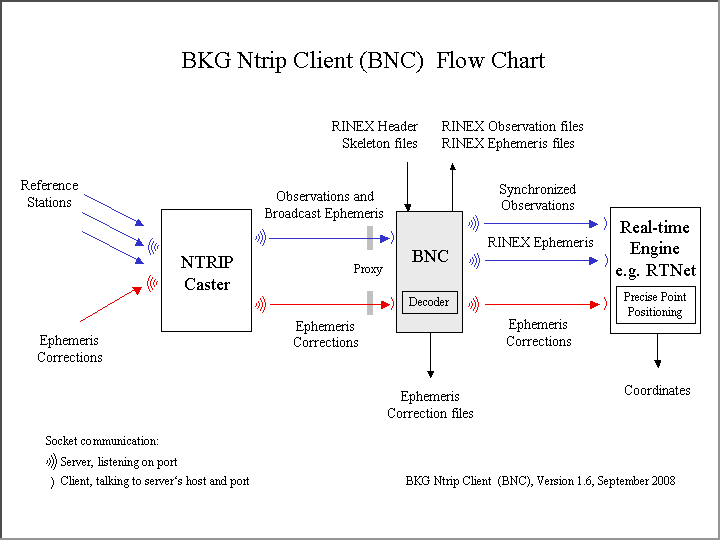 BKG Ntrip Client (BNC)  Flow Chart
RINEX Header
Skeleton files
RINEX Observation files
RINEX Ephemeris files
Reference
Stations
Observations and
Broadcast Ephemeris
Synchronized
Observations
NTRIP
Caster
Proxy
BNC
Decoder
RINEX Ephemeris
Real-time
Engine
e.g. RTNet
Precise Point
Positioning
Ephemeris
Corrections
Ephemeris
Corrections
Ephemeris
Corrections
Ephemeris
Correction files
Coordinates
Socket communication:
Server, listening on port
Client, talking to server‘s host and port
BKG Ntrip Client  (BNC), Version 1.6, September 2008